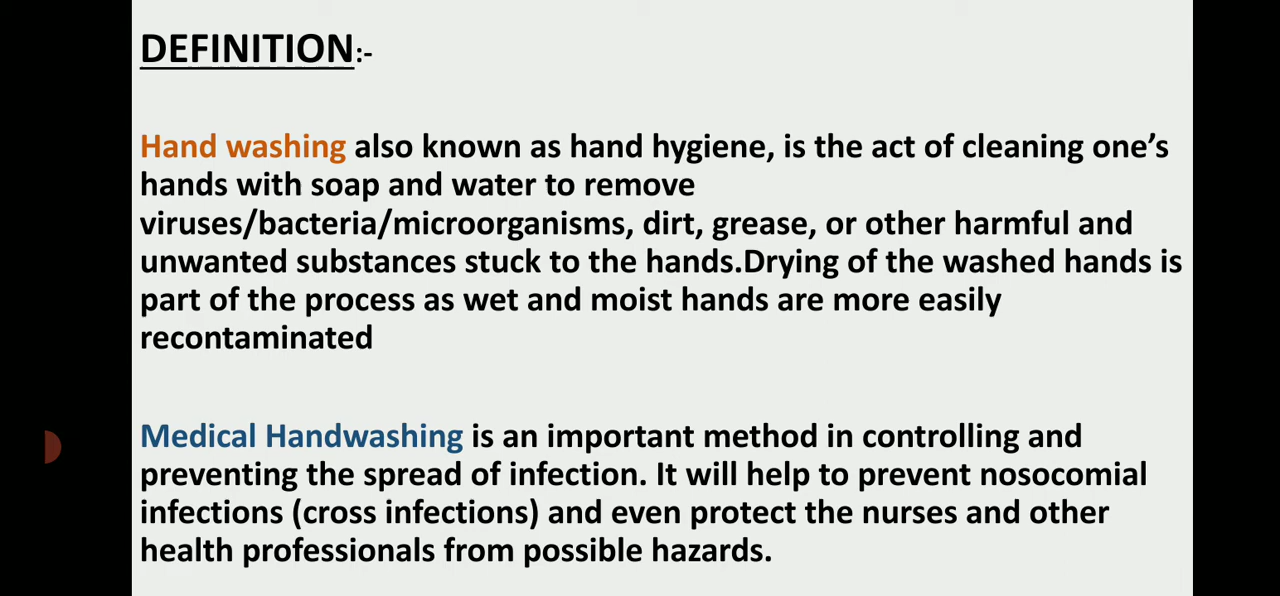 DEFINITION:-
Hand washing also known as hand hygiene, is the act of cleaning one’s
hands with soap and water to remove
viruses/bacteria/microorganisms, dirt, grease, or other harmful and
unwanted substances stuck to the hands.Drying of the washed hands is
part of the process as wet and moist hands are more easily
recontaminated
Medical Handwashing is an important method in controlling and
preventing the spread of infection. It will help to prevent nosocomial
infections (cross infections) and even protect the nurses and other
health professionals from possible hazards.